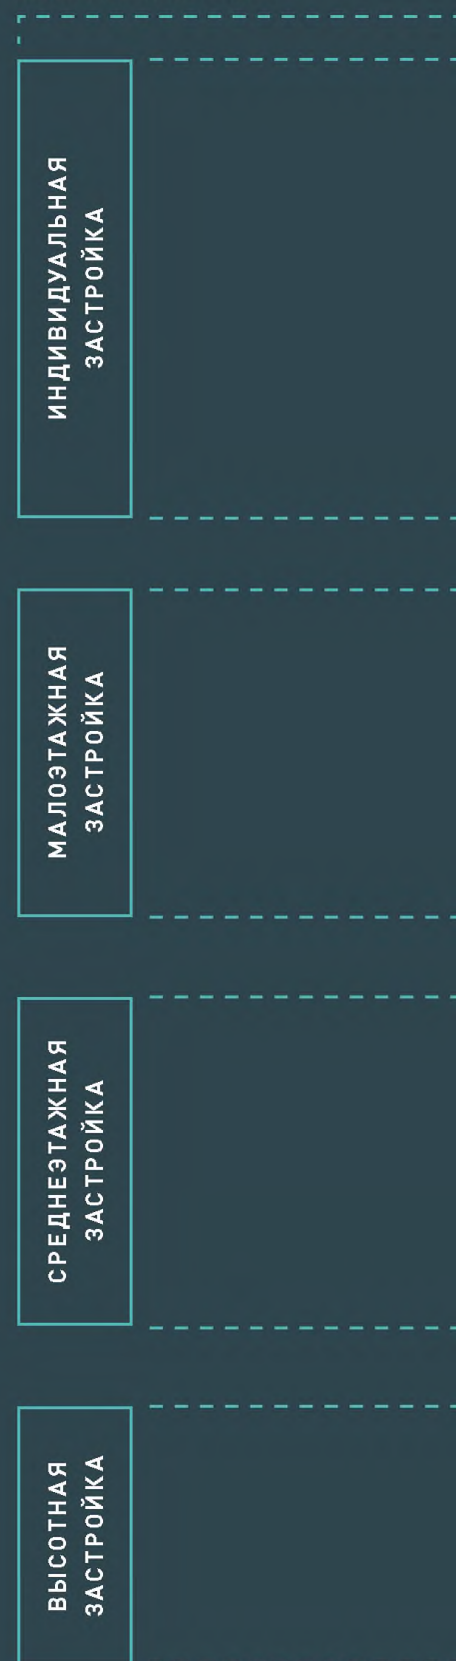 ИНДИВИДУАЛЬНАЯ
ЗАСТРОЙКА
МАЛОЭТАЖНАЯ
ЗАСТРОЙКА
СРЕДНЕЭТАЖНАЯ
ЗАСТРОЙКА
ВЫСОТНАЯ
ЗАСТРОЙКА